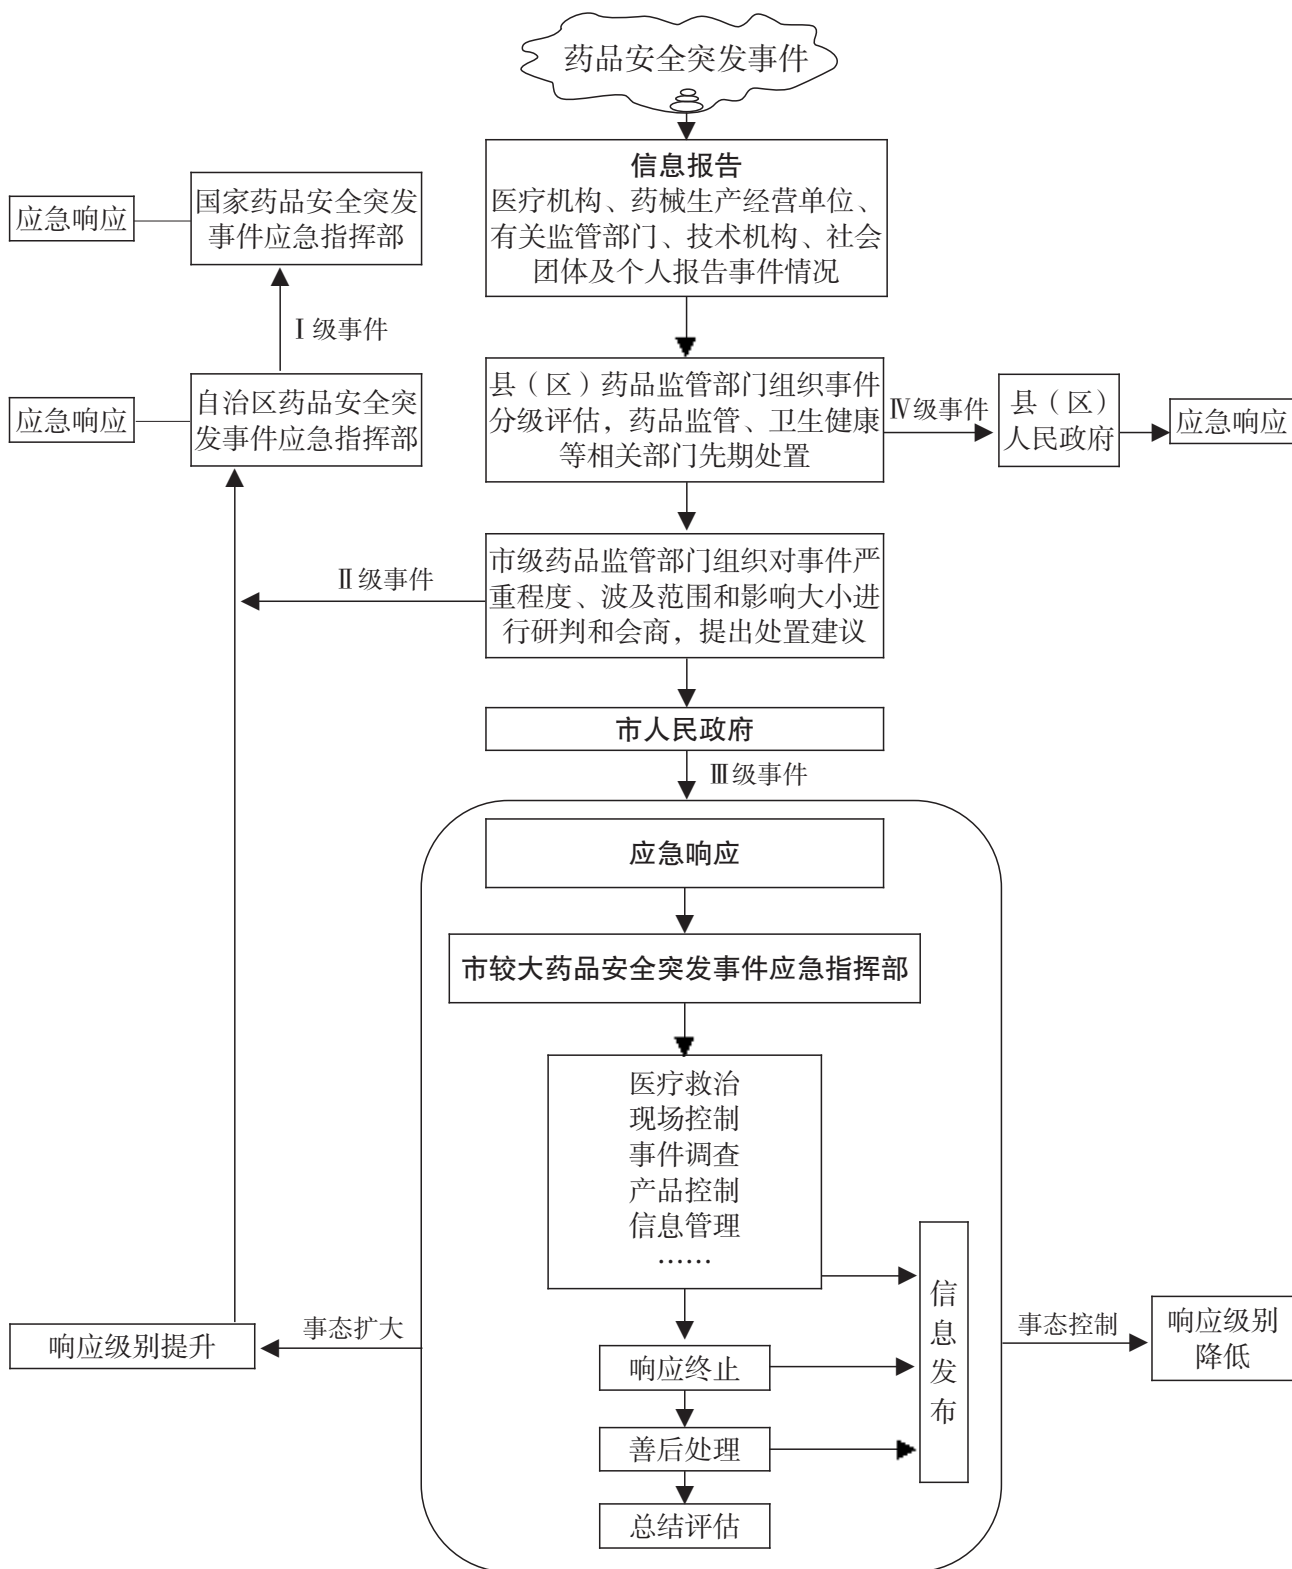 药品安全突发事件
信息报告
医疗机构、药械生产经营单位、
有关监管部门、技术机构、社会
团体及个人报告事件情况
应急响应
国家药品安全突发
事件应急指挥部
Ⅰ级事件
应急响应
自治区药品安全突
发事件应急指挥部
县（区）药品监管部门组织事件
分级评估，药品监管、卫生健康
等相关部门先期处置
Ⅳ级事件
县（区）
人民政府
应急响应
市级药品监管部门组织对事件严
重程度、波及范围和影响大小进
行研判和会商，提出处置建议
Ⅱ级事件
市人民政府
Ⅲ级事件
应急响应
市较大药品安全突发事件应急指挥部
医疗救治
现场控制
事件调查
产品控制
信息管理
……
信
息
发
布
响应级别提升
事态扩大
响应终止
事态控制
响应级别
降低
善后处理
总结评估